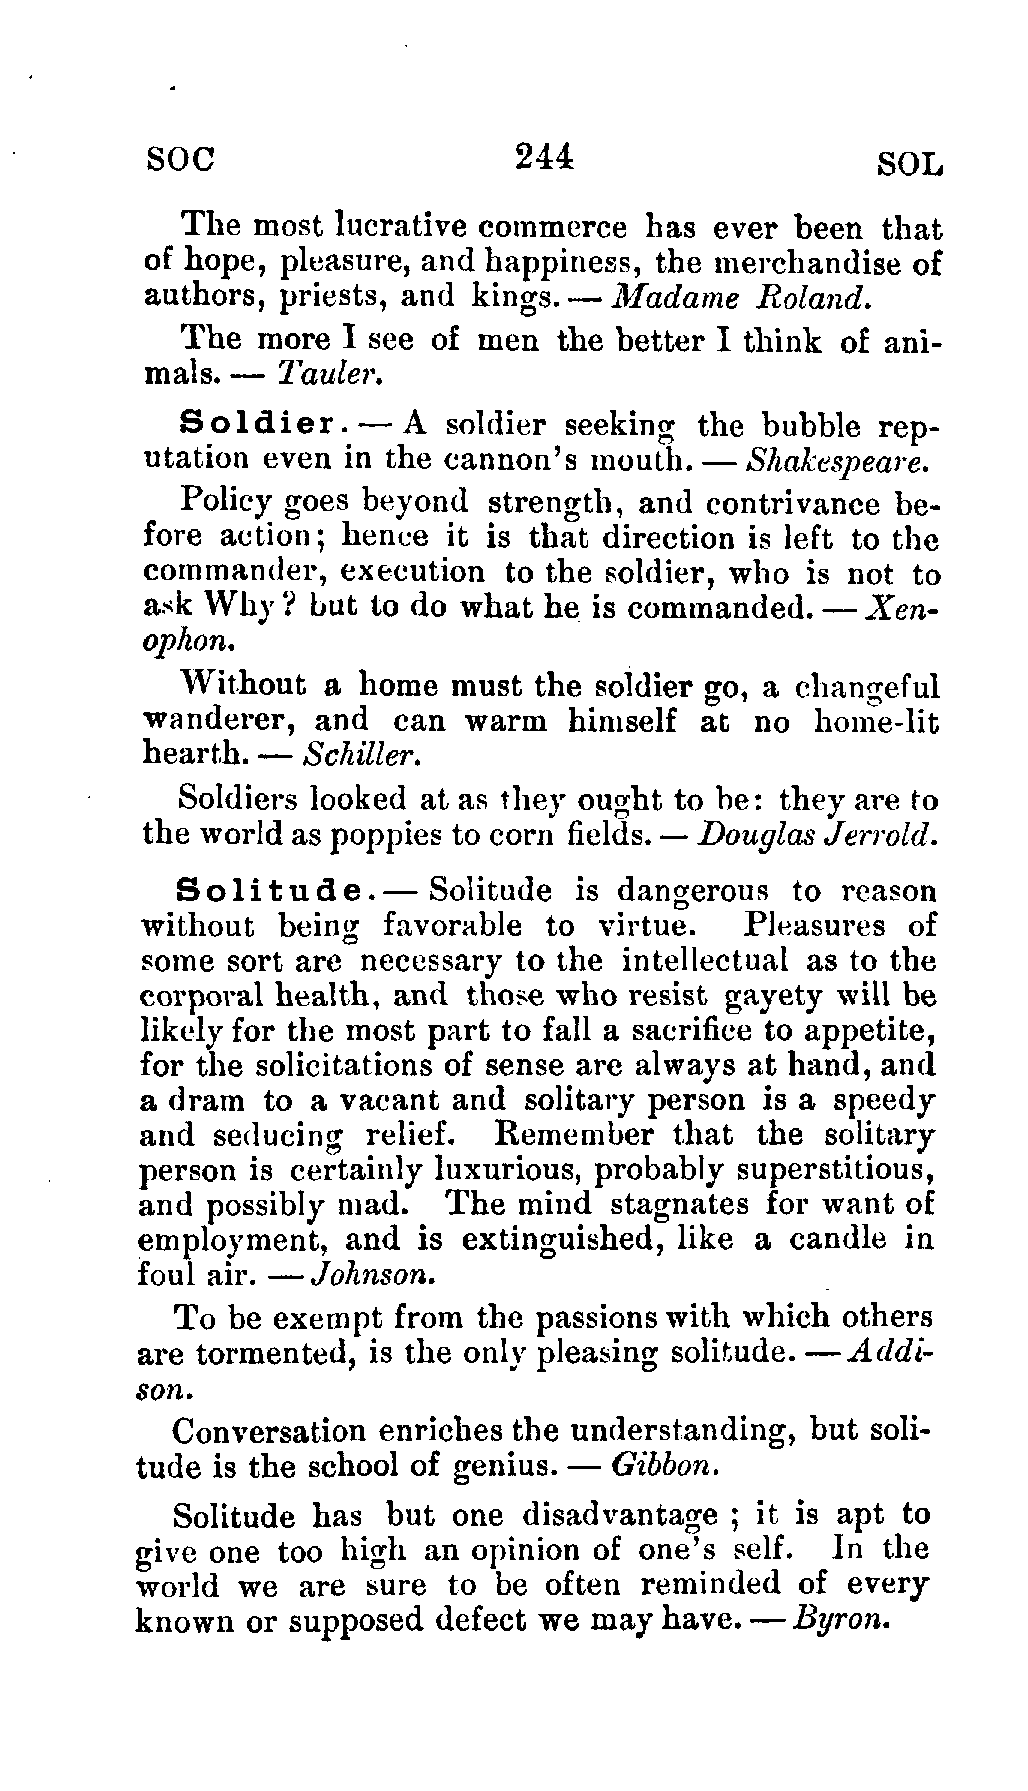 SOC 244 SOL
The most lucrative commerce has ever been that
of hope, pleasure, and happiness, the merchandise of
authors, priests, and kings. — Madame Roland.
The more I see of men the better I think of ani-
mals. — Tauler.
Soldier. — A soldier seeking the bubble rep-
utation even in the cannon's mouth. — Shakespeare.
Policy goes beyond strength, and contrivance be-
fore action; hence it is that direction is left to the
commander, execution to the soldier, who is not to
ask Why? but to do what he is commanded. — Xen-
ophon.
Without a home must the soldier go, a changeful
wanderer, and can warm himself at no home-lit
hearth. — Schiller.
Soldiers looked at as they ought to be: they are to
the world as poppies to corn fields. — Douglas Jerrold.
Solitude. — Solitude is dangerous to reason
without being favorable to virtue. Pleasures of
some sort are necessary to the intellectual as to the
corporal health, and those who resist gayety will be
likely for the most part to fall a sacrifice to appetite,
for the solicitations of sense are always at hand, and
a dram to a vacant and solitary person is a speedy
and seducing relief. Remember that the solitary
person is certainly luxurious, probably superstitious,
and possibly mad. The mind stagnates for want of
employment, and is extinguished, like a candle in
foul air. — Johnson.
To be exempt from the passions with which others
are tormented, is the only pleasing solitude. — Addi-
son.
Conversation enriches the understanding, but soli-
tude is the school of genius. — Gibbon.
Solitude has but one disadvantage ; it is apt to
give one too high an opinion of one's self. In the
world we are sure to be often reminded of every
known or supposed defect we may have. — Byron.